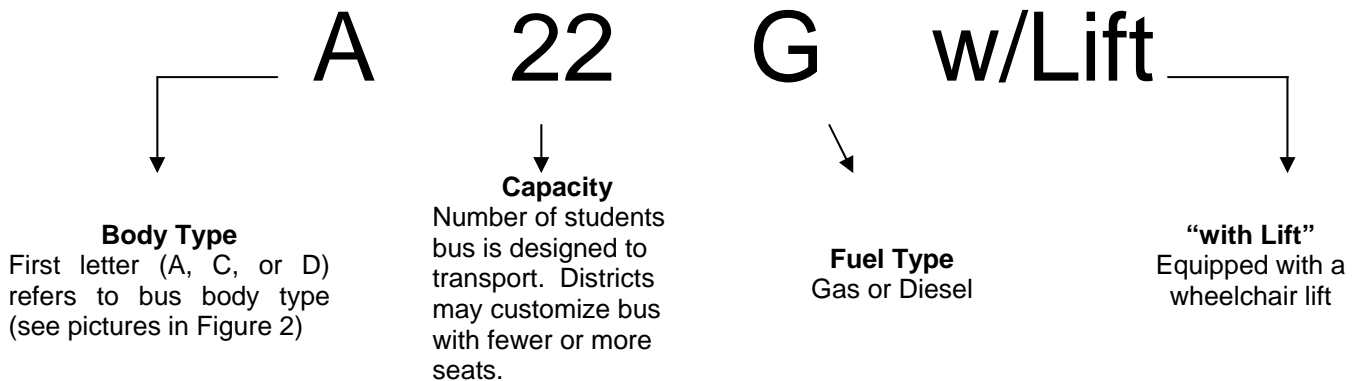 A 22 G w/Lift
Body Type
First letter (A, C, or D)
refers to bus body type
(see pictures in Figure 2)
Capacity
Number of students
bus is designed to
transport. Districts
may customize bus
with fewer or more
seats.
Fuel Type
Gas or Diesel
“with Lift”
Equipped with a
wheelchair lift